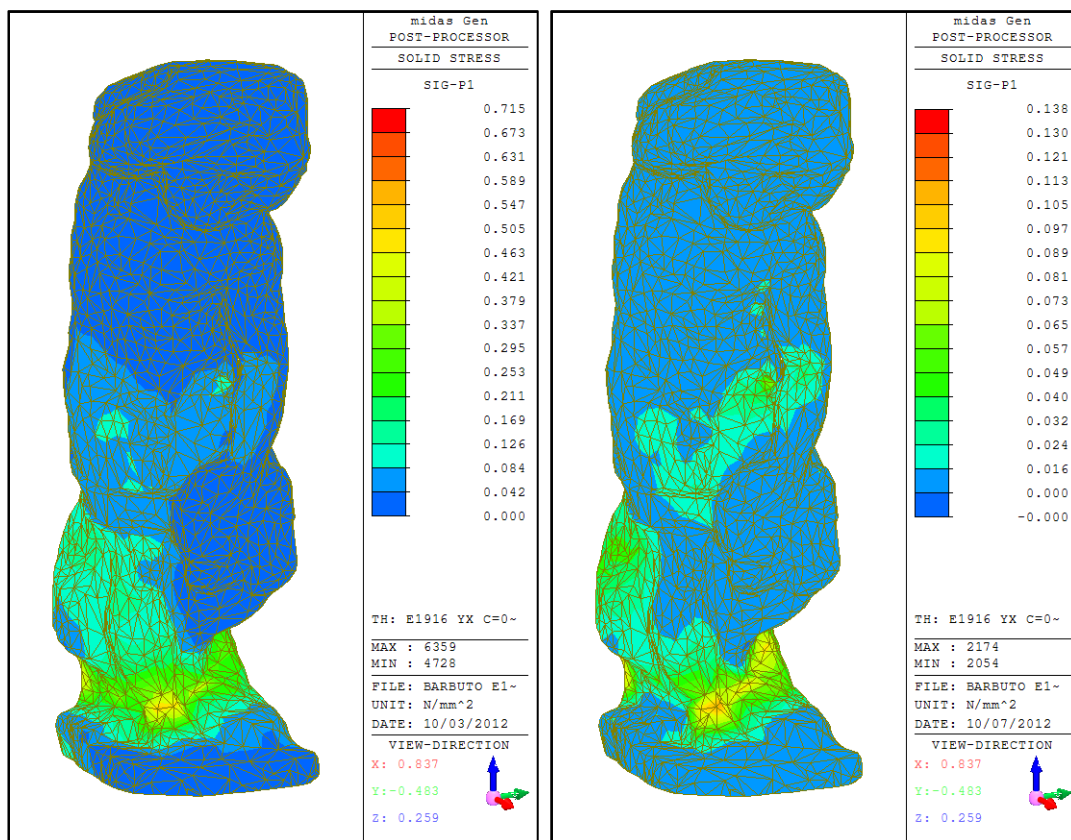 midas Gen
POST-PROCESSOR
SOLID STRESS
SIG-P1
0.715
0.673
0.631
0.589
0.547
0.505
0.463
0.421
0.379
0.337
0.295
0.253
0.211
0.169
0.126
0.084
0.042
0.000
TH: E1916 YX C=0~
MAX : 6359
MIN : 4728
FILE: BARBUTO E1~
UNIT: N/mm^2
DATE: 10/03/2012
VIEW-DIRECTION
X: 0.837
Y:-0.483
Z: 0.259
midas Gen
POST-PROCESSOR
SOLID STRESS
SIG-P1
0.138
0.130
0.121
0.113
0.105
0.097
0.089
0.081
0.073
0.065
0.057
0.049
0.040
0.032
0.024
0.016
0.000
-0.000
TH: E1916 YX C=0~
MAX : 2174
MIN : 2054
FILE: BARBUTO E1~
UNIT: N/mm^2
DATE: 10/07/2012
VIEW-DIRECTION
X: 0.837
Y:-0.483
Z: 0.259